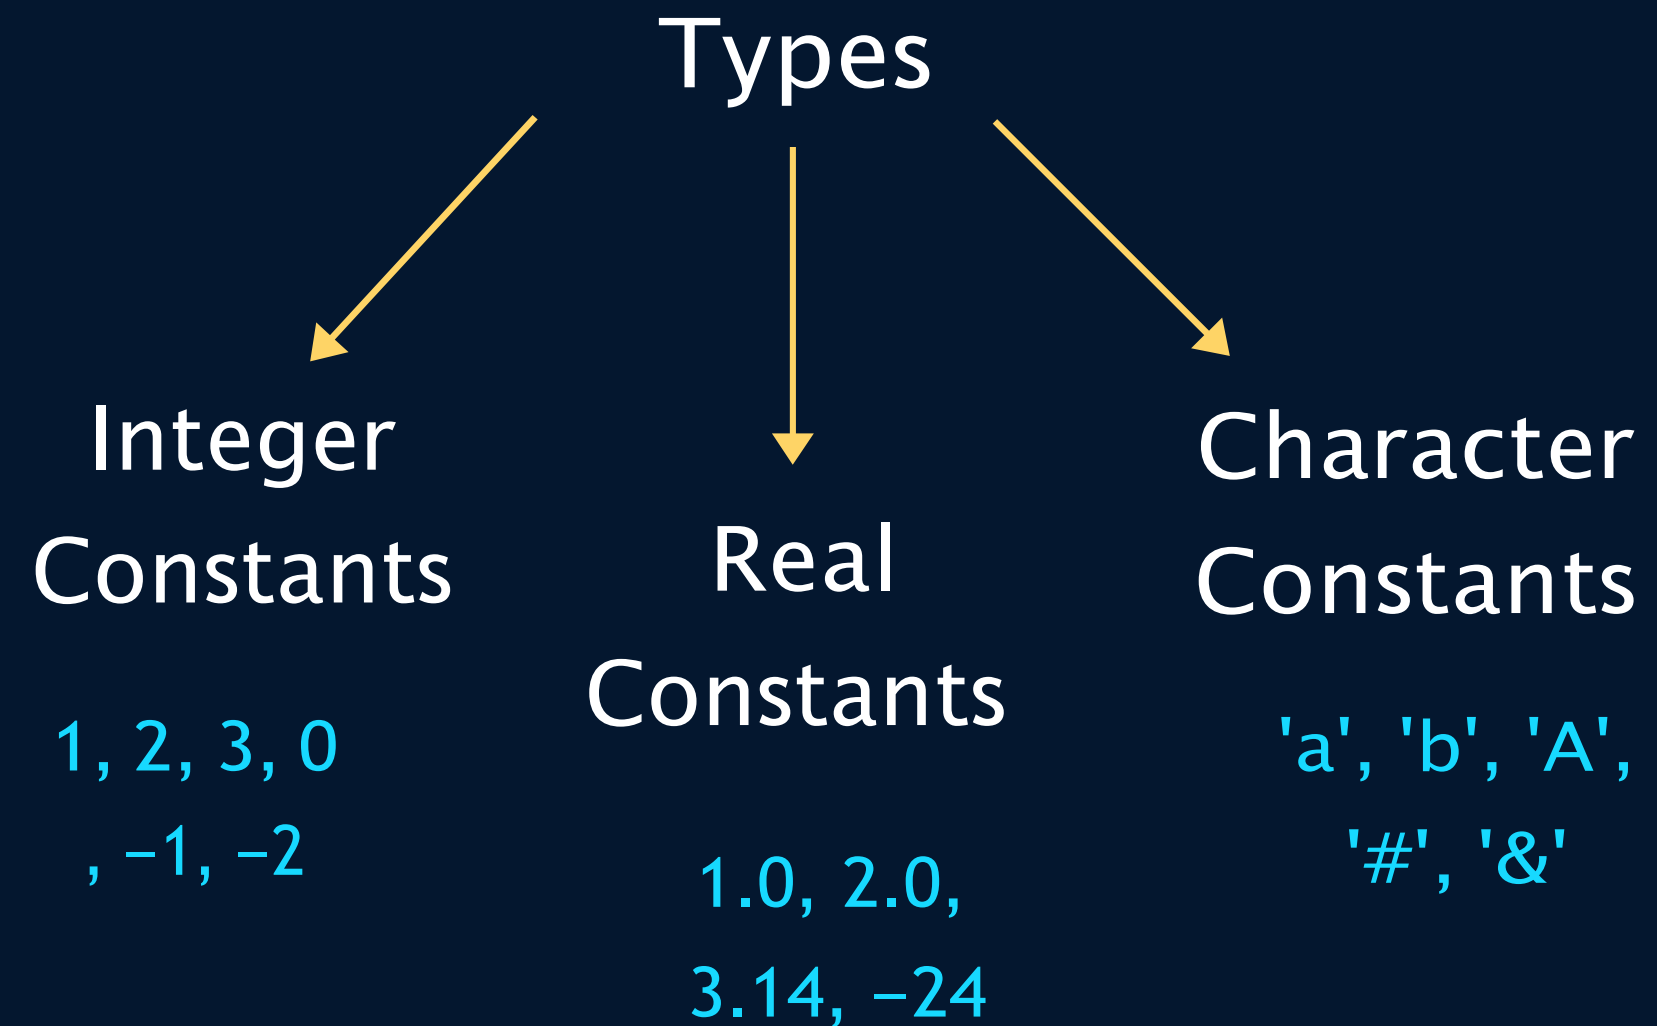 Types
Integer
Constants
1, 2, 3, 0
, −1, −2
Real
Constants
1.0, 2.0,
3.14, −24
Character
Constants
'a', 'b', 'A',
'#', '&'